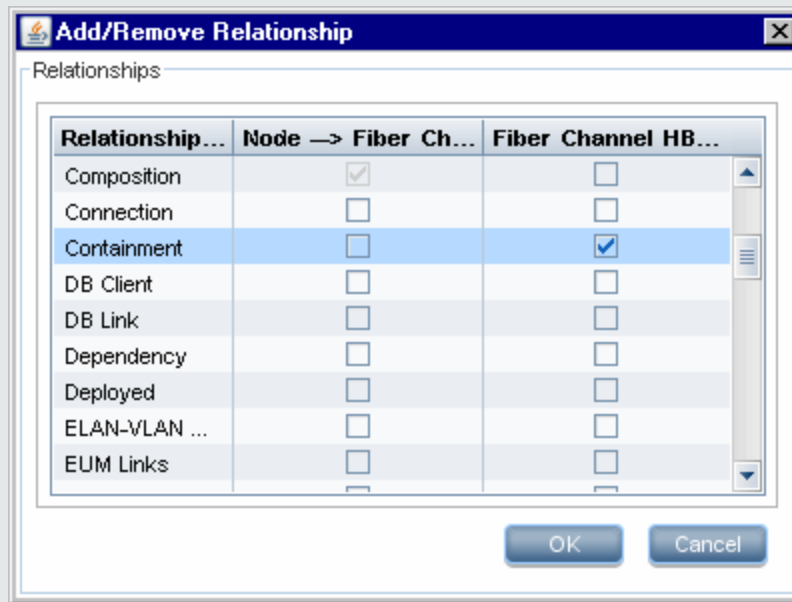 Add/Remove Relationship
Relationships
Relationship... Node —> Fiber Ch... Fiber Channel HB...
Composition
Connection
Containment
DB Client
DB Link
Dependency
Deployed
ELAN-VLAN ...
EUM Links
OK Cancel